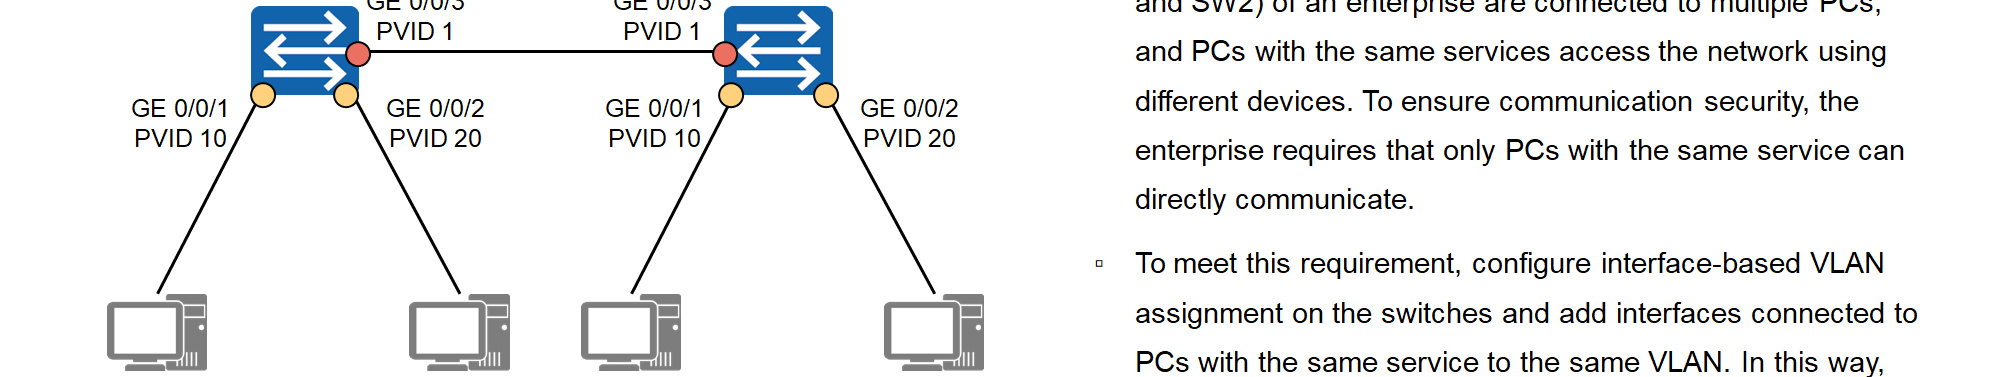 GE 0/0/3
PVID 1
GE 0/0/3
PVID 1
GE 0/0/1
PVID 10
GE 0/0/2
PVID 20
GE 0/0/1
PVID 10
GE 0/0/2
PVID 20
and SW2) of an enterprise are connected to multiple PCs,
and PCs with the same services access the network using
different devices. To ensure communication security, the
enterprise requires that only PCs with the same service can
directly communicate.
▫ To meet this requirement, configure interface-based VLAN
assignment on the switches and add interfaces connected to
PCs with the same service to the same VLAN. In this way,